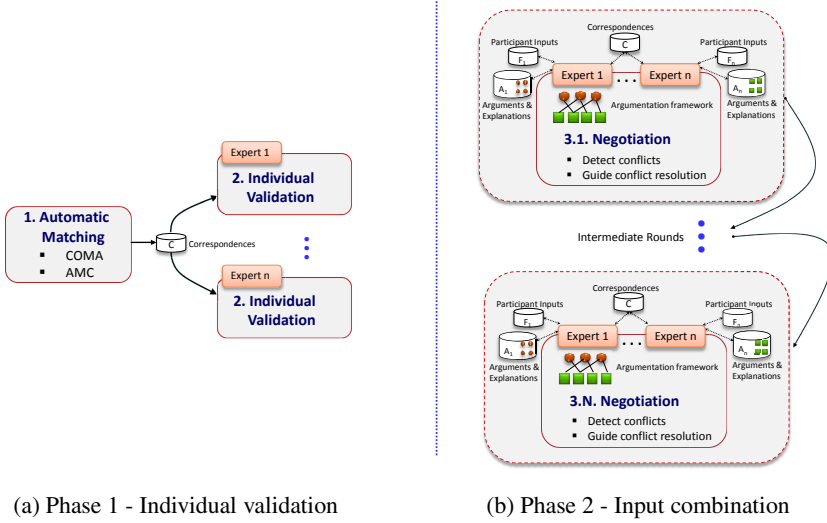 1. Automatic
Matching
▪ COMA
▪ AMC
C
Correspondences
Expert 1
2. Individual
Validation
Expert n
2. Individual
Validation
(a) Phase 1 - Individual validation
Correspondences
Participant Inputs
C
Participant Inputs
F1
Fn
Expert 1
...
Expert n
A1
An
Arguments &
Explanations
Argumentation framework
Arguments &
Explanations
3.1. Negotiation
▪ Detect conflicts
▪ Guide conflict resolution
Intermediate Rounds
Correspondences
Participant Inputs
C
Participant Inputs
F1
Fn
Expert 1
...
Expert n
A1
An
Arguments &
Explanations
Argumentation framework
Arguments &
Explanations
3.N. Negotiation
▪ Detect conflicts
▪ Guide conflict resolution
(b) Phase 2 - Input combination